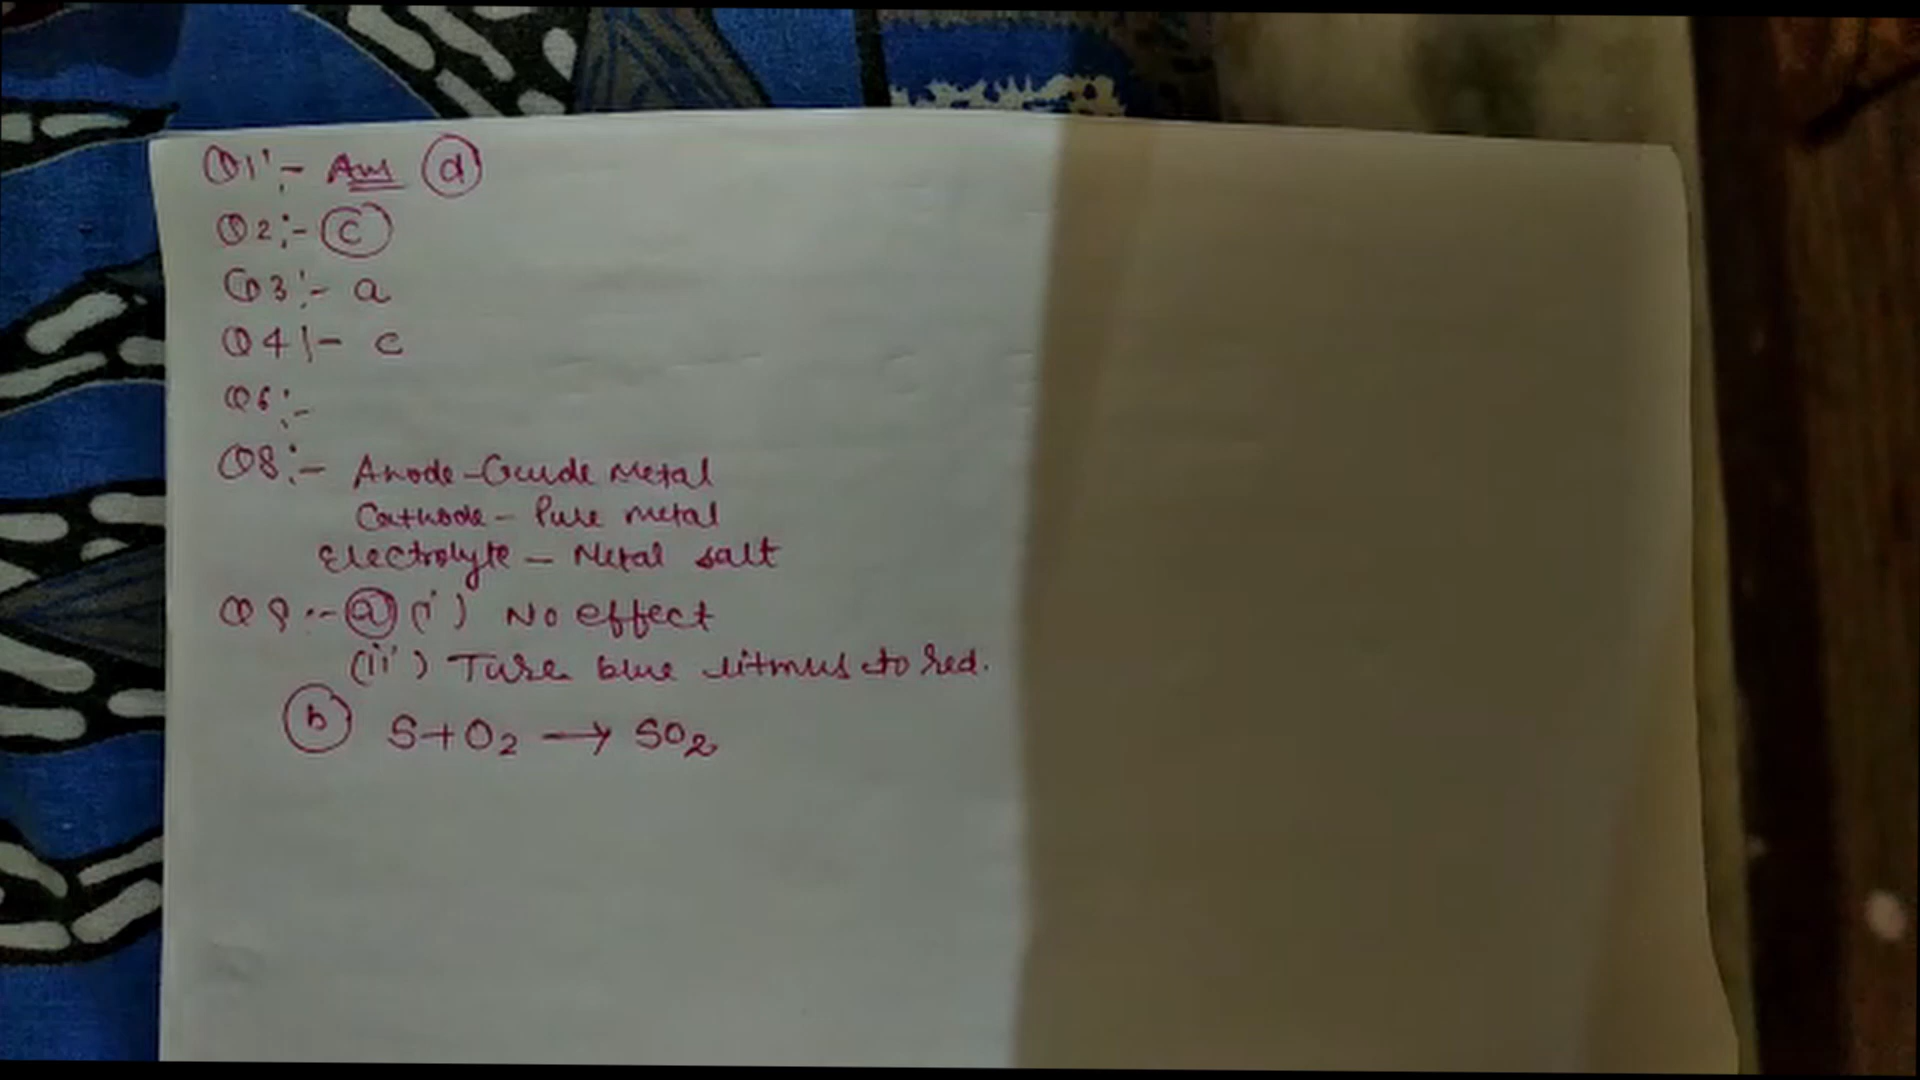 Q1:- Ans (d)
Q2:- (C)
Q3:- a
Q4:- c
Q6:-
Q8:- Anode - Crude Metal
Cathode - Pure metal
Electrolyte - Metal salt
Q9:- (a) (i) No effect
(ii) Ture blue litmus to red.
(b) S+O₂ → SO₂